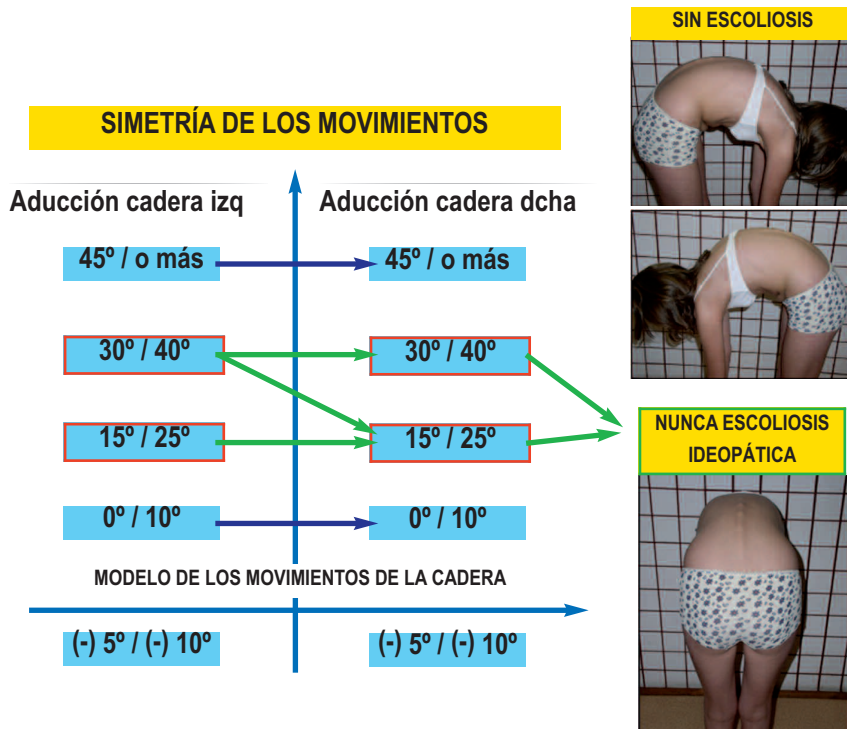 SIN ESCOLIOSIS
SIMETRÍA DE LOS MOVIMIENTOS
Aducción cadera izq
Aducción cadera dcha
45º / o más
45º / o más
30º / 40º
30º / 40º
15º / 25º
15º / 25º
NUNCA ESCOLIOSIS
IDEOPÁTICA
0º / 10º
0º / 10º
MODELO DE LOS MOVIMIENTOS DE LA CADERA
(-) 5º / (-) 10º
(-) 5º / (-) 10º